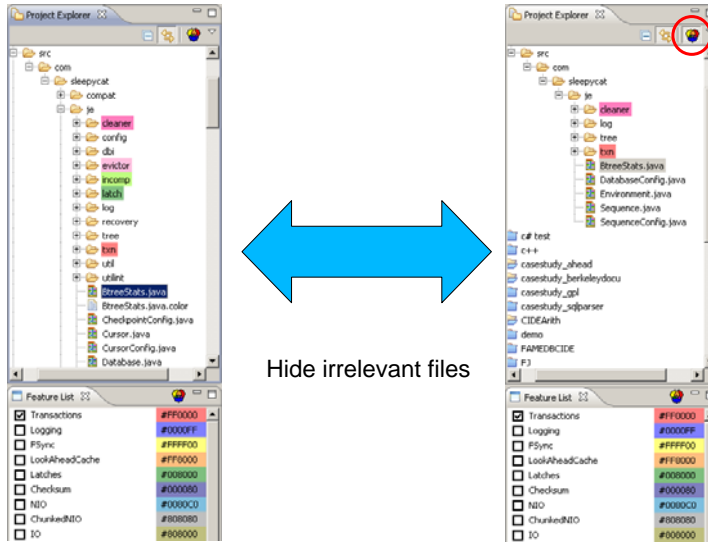 Project Explorer
src
com
sleepycat
compat
je
cleaner
config
dbi
evictor
incomp
latch
log
recovery
tree
txn
util
utilint
BtreeStats.java
BtreeStats.java.color
CheckpointConfig.java
Cursor.java
CursorConfig.java
Database.java
Feature List
Transactions #FF0000
Logging #0000FF
FSync #FFFF00
LookAheadCache #FF8000
Latches #008000
Checksum #000080
NIO #0080C0
ChunkedNIO #808080
IO #808000
Hide irrelevant files
Project Explorer
src
com
sleepycat
je
cleaner
log
tree
txn
BtreeStats.java
DatabaseConfig.java
Environment.java
Sequence.java
SequenceConfig.java
c# test
c++
casestudy_ahead
casestudy_berkeleydocu
casestudy_gpl
casestudy_sqlparser
CIDEArith
demo
FAMEDBCIDE
FJ
Feature List
Transactions #FF0000
Logging #0000FF
FSync #FFFF00
LookAheadCache #FF8000
Latches #008000
Checksum #000080
NIO #0080C0
ChunkedNIO #808080
IO #808000